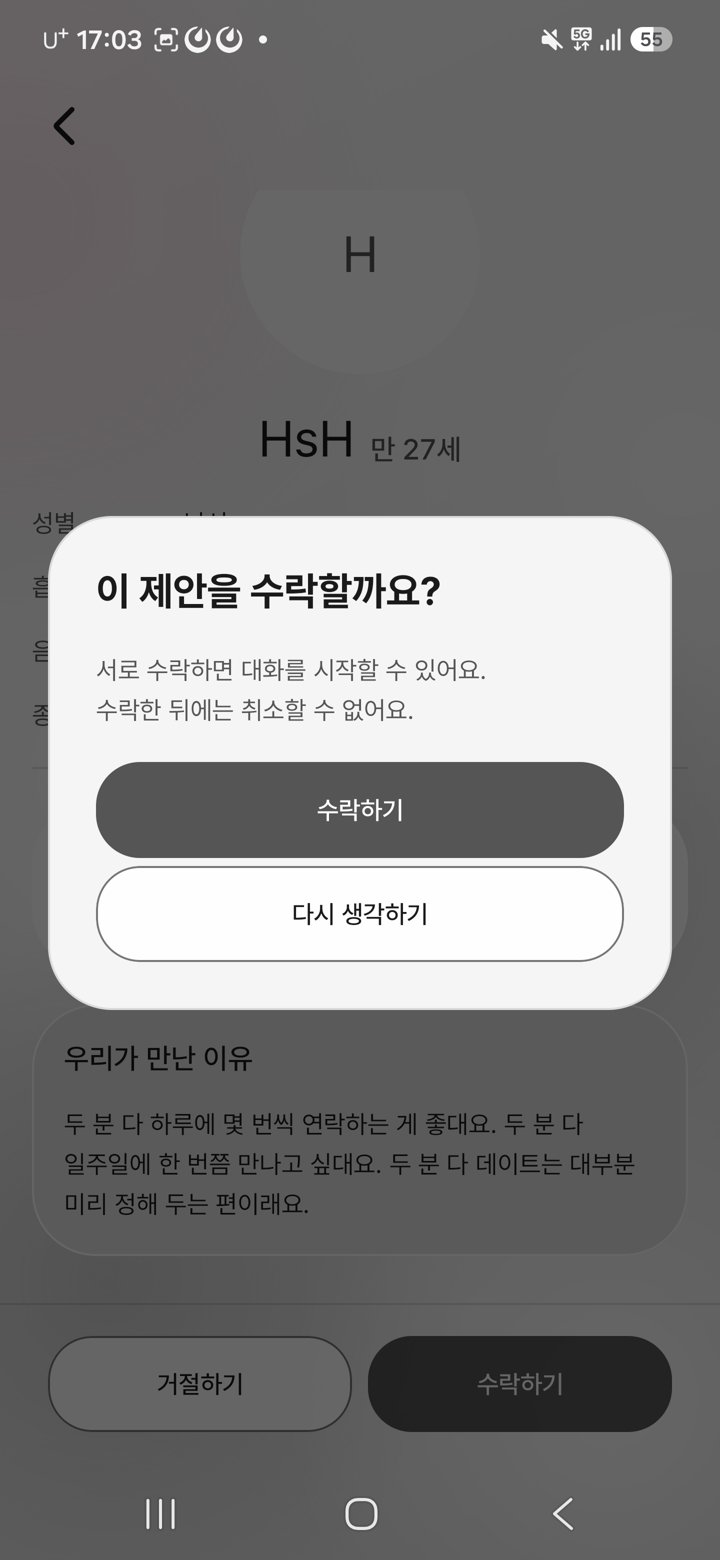 U+ 17:03
5G 55
H
HsH 만 27세
성별
이 제안을 수락할까요?
서로 수락하면 대화를 시작할 수 있어요.
수락한 뒤에는 취소할 수 없어요.
수락하기
다시 생각하기
우리가 만난 이유
두 분 다 하루에 몇 번씩 연락하는 게 좋대요. 두 분 다
일주일에 한 번쯤 만나고 싶대요. 두 분 다 데이트는 대부분
미리 정해 두는 편이래요.
거절하기 수락하기